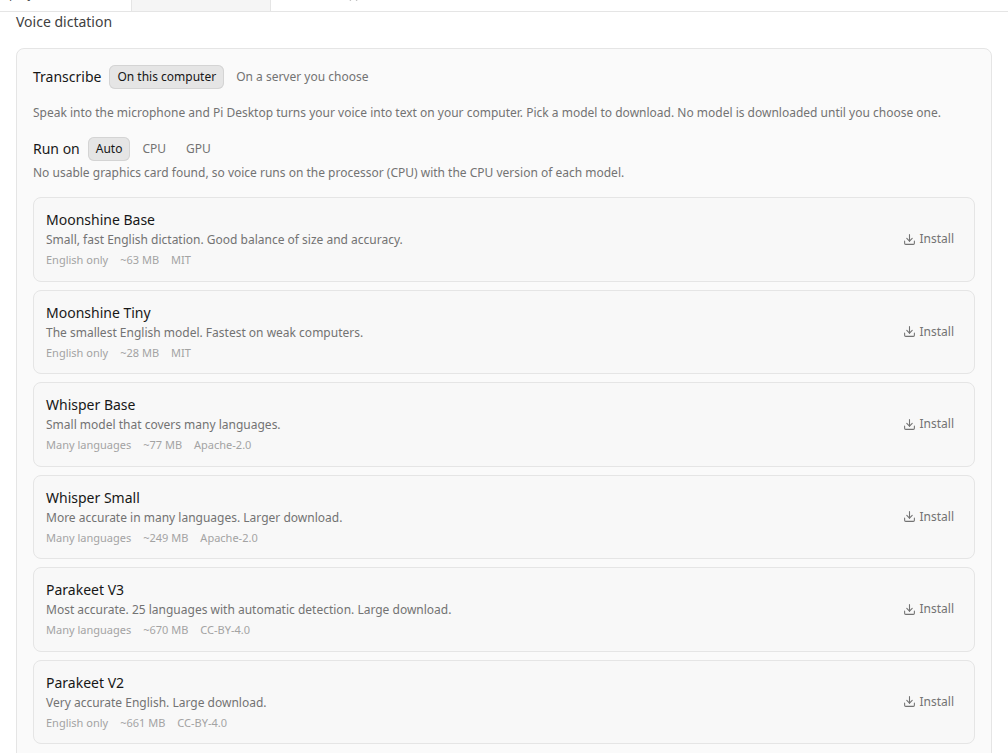 Voice dictation
Transcribe On this computer On a server you choose
Speak into the microphone and Pi Desktop turns your voice into text on your computer. Pick a model to download. No model is downloaded until you choose one.
Run on Auto CPU GPU
No usable graphics card found, so voice runs on the processor (CPU) with the CPU version of each model.
Moonshine Base
Small, fast English dictation. Good balance of size and accuracy.
English only ~63 MB MIT
Install
Moonshine Tiny
The smallest English model. Fastest on weak computers.
English only ~28 MB MIT
Install
Whisper Base
Small model that covers many languages.
Many languages ~77 MB Apache-2.0
Install
Whisper Small
More accurate in many languages. Larger download.
Many languages ~249 MB Apache-2.0
Install
Parakeet V3
Most accurate. 25 languages with automatic detection. Large download.
Many languages ~670 MB CC-BY-4.0
Install
Parakeet V2
Very accurate English. Large download.
English only ~661 MB CC-BY-4.0
Install